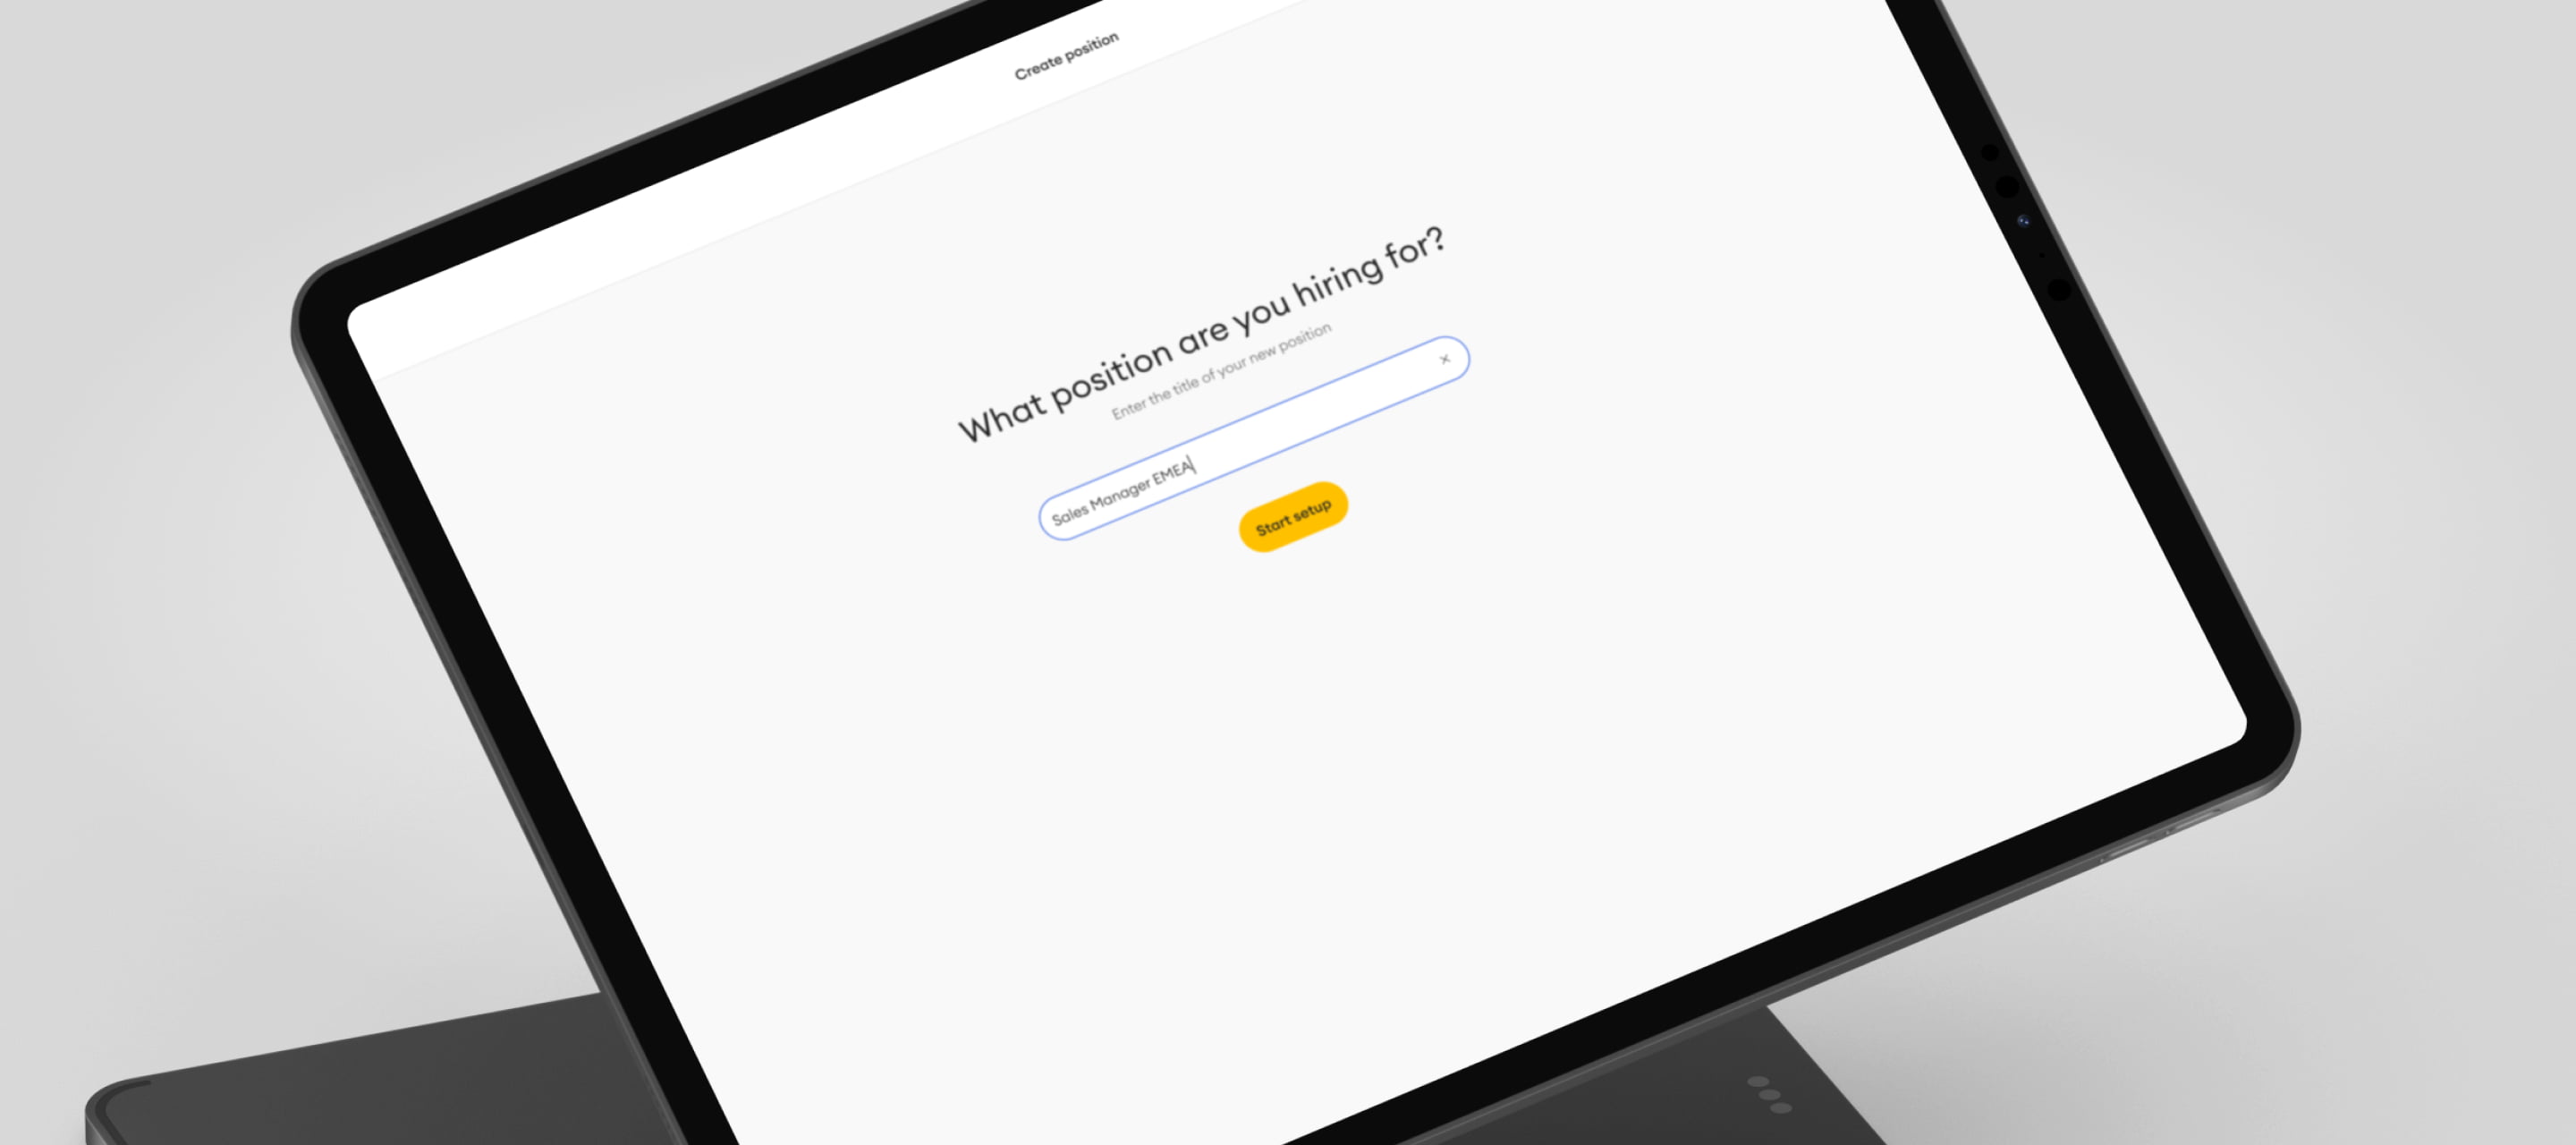 Create position
What position are you hiring for?
Enter the title of your new position
Sales Manager EMEA
Start setup